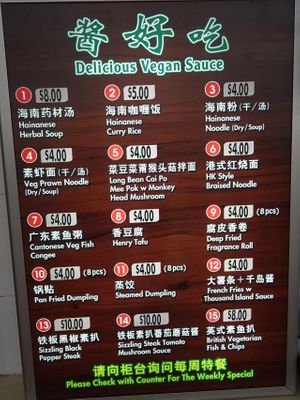 酱好吃
Delicious Vegan Sauce
1 $8.00
海南药材汤
Hainanese
Herbal Soup
2 $5.00
海南咖喱饭
Hainanese
Curry Rice
3 $4.00
海南粉 (干/汤)
Hainanese
Noodle (Dry/Soup)
4 $4.00
素虾面 (干/汤)
Veg Prawn Noodle
(Dry/Soup)
5 $4.00
菜豆菜莆猴头菇拌面
Long Bean Cai Po
Mee Pok w Monkey
Head Mushroom
6 $4.00
港式红烧面
HK Style
Braised Noodle
7 $4.00
广东素鱼粥
Cantonese Veg Fish
Congee
8 $4.00
香豆腐
Henry Tofu
9 $4.00 (8pcs)
腐皮香卷
Deep Fried
Fragrance Roll
10 $4.00 (8pcs)
锅贴
Pan Fried Dumpling
11 $4.00 (8pcs)
蒸饺
Steamed Dumpling
12 $4.00
大薯条+千岛酱
French Fries w
Thousand Island Sauce
13 $10.00
铁板黑椒素扒
Sizzling Black
Pepper Steak
14 $10.00
铁板素扒蕃茄蘑菇酱
Sizzling Steak Tomato
Mushroom Sauce
15 $8.00
英式素鱼扒
British Vegetarian
Fish & Chips
请向柜台询问每周特餐
Please Check with Counter For The Weekly Special